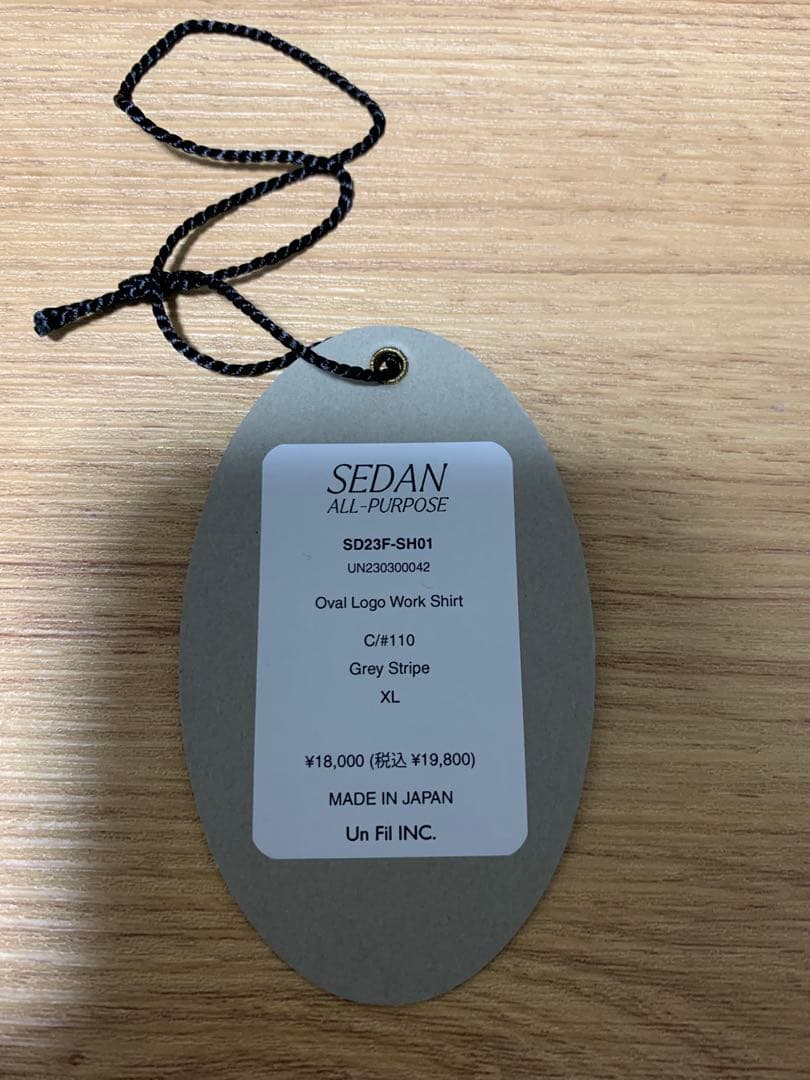 SEDAN
ALL-PURPOSE
SD23F-SH01
UN230300042
Oval Logo Work Shirt
C/#110
Grey Stripe
XL
¥18,000 (税込 ¥19,800)
MADE IN JAPAN
Un Fil INC.